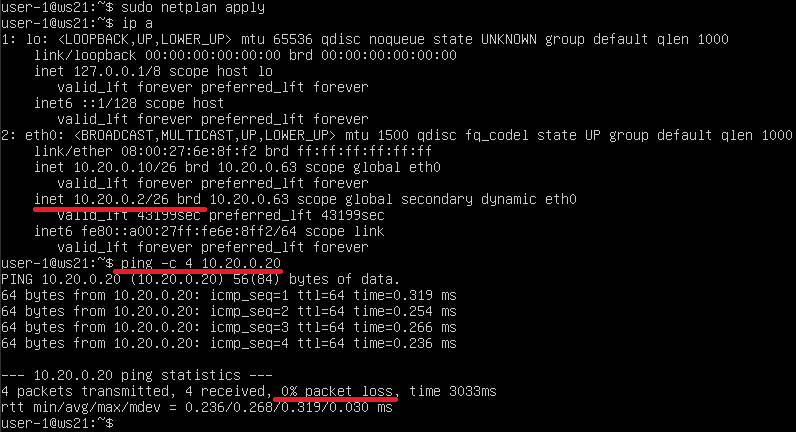 user-1@ws21:~$ sudo netplan apply
user-1@ws21:~$ ip a
1: lo: <LOOPBACK,UP,LOWER_UP> mtu 65536 qdisc noqueue state UNKNOWN group default qlen 1000
link/loopback 00:00:00:00:00:00 brd 00:00:00:00:00:00
inet 127.0.0.1/8 scope host lo
valid_lft forever preferred_lft forever
inet6 ::1/128 scope host
valid_lft forever preferred_lft forever
2: eth0: <BROADCAST,MULTICAST,UP,LOWER_UP> mtu 1500 qdisc fq_codel state UP group default qlen 1000
link/ether 08:00:27:6e:8f:f2 brd ff:ff:ff:ff:ff:ff
inet 10.20.0.10/26 brd 10.20.0.63 scope global eth0
valid_lft forever preferred_lft forever
inet 10.20.0.2/26 brd 10.20.0.63 scope global secondary dynamic eth0
valid_lft 43199sec preferred_lft 43199sec
inet6 fe80::a00:27ff:fe6e:8ff2/64 scope link
valid_lft forever preferred_lft forever
user-1@ws21:~$ ping -c 4 10.20.0.20
PING 10.20.0.20 (10.20.0.20) 56(84) bytes of data.
64 bytes from 10.20.0.20: icmp_seq=1 ttl=64 time=0.319 ms
64 bytes from 10.20.0.20: icmp_seq=2 ttl=64 time=0.254 ms
64 bytes from 10.20.0.20: icmp_seq=3 ttl=64 time=0.266 ms
64 bytes from 10.20.0.20: icmp_seq=4 ttl=64 time=0.236 ms
--- 10.20.0.20 ping statistics ---
4 packets transmitted, 4 received, 0% packet loss, time 3033ms
rtt min/avg/max/mdev = 0.236/0.268/0.319/0.030 ms
user-1@ws21:~$